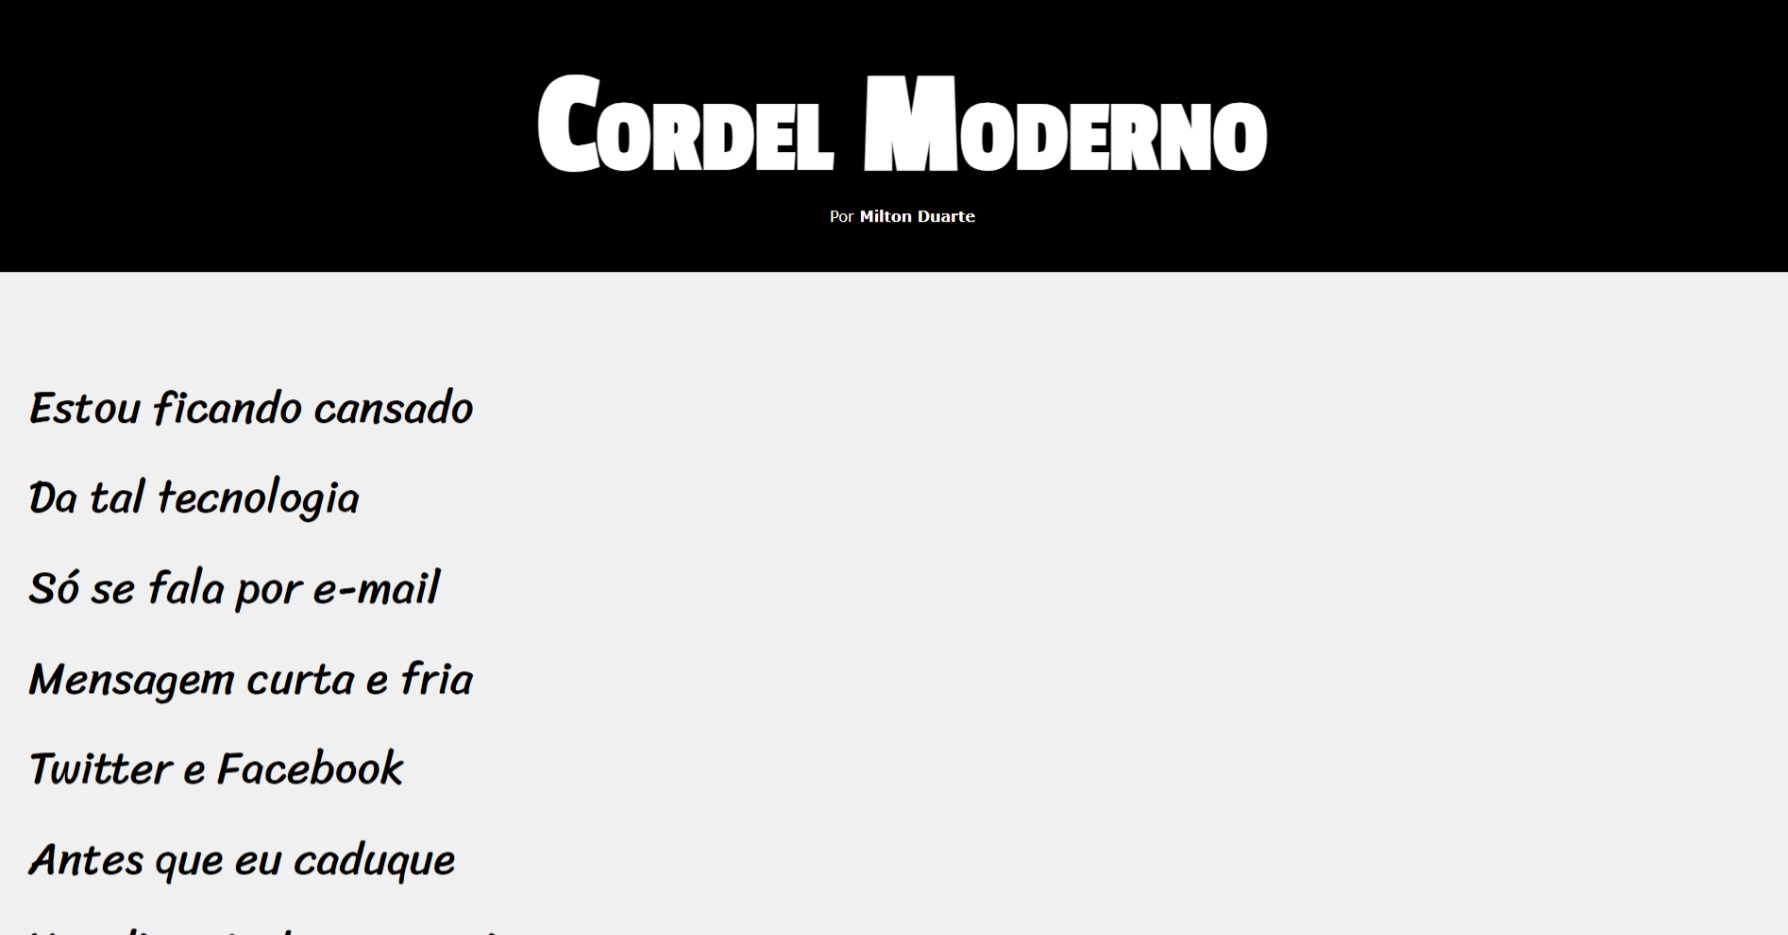 Cordel Moderno
Por Milton Duarte
Estou ficando cansado
Da tal tecnologia
Só se fala por e-mail
Mensagem curta e fria
Twitter e Facebook
Antes que eu caduque